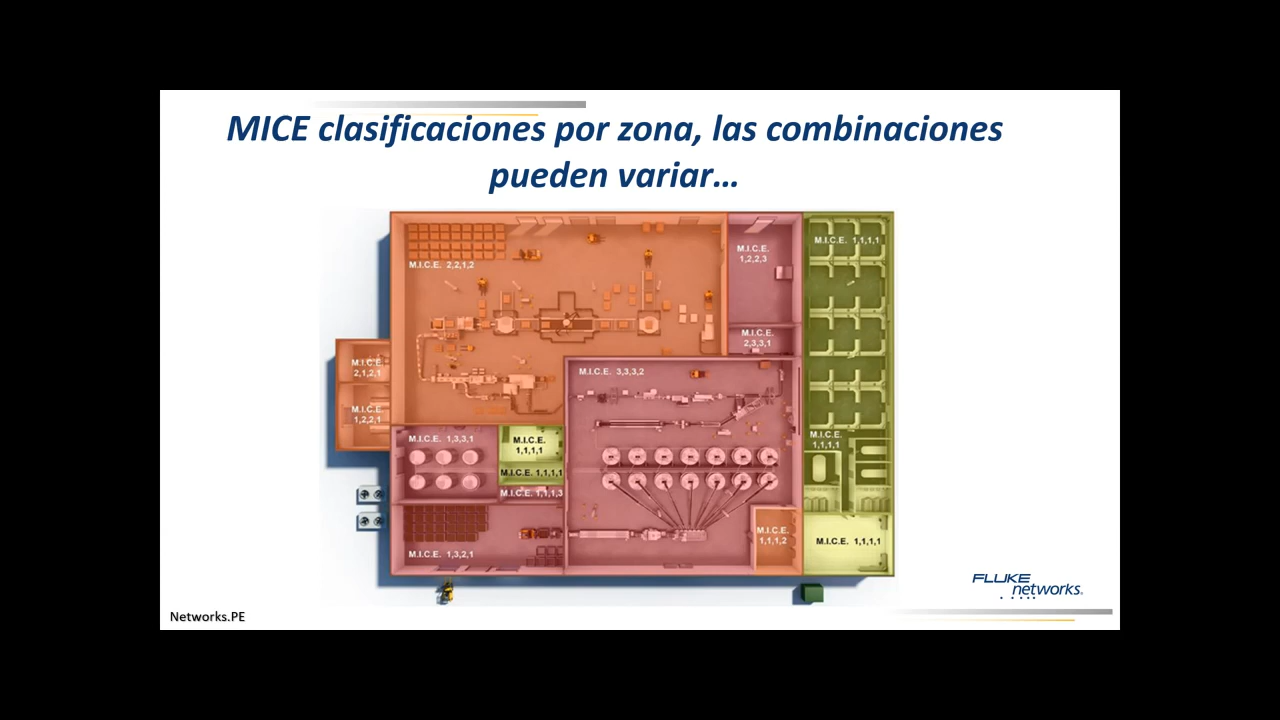 MICE clasificaciones por zona, las combinaciones
pueden variar...
M.I.C.E. 2,2,1,2
M.I.C.E.
1,2,2,3
M.I.C.E. 1,1,1,1
M.I.C.E.
2,3,3,1
M.I.C.E.
2,1,2,1
M.I.C.E. 3,3,3,2
M.I.C.E.
1,2,2,1
M.I.C.E. 1,3,3,1
M.I.C.E.
1,1,1,1
M.I.C.E.
1,1,1,1
M.I.C.E. 1,1,1,1
M.I.C.E. 1,1,1,3
M.I.C.E. 1,3,2,1
M.I.C.E.
1,1,1,2
M.I.C.E. 1,1,1,1
FLUKE
networks®
Networks.PE